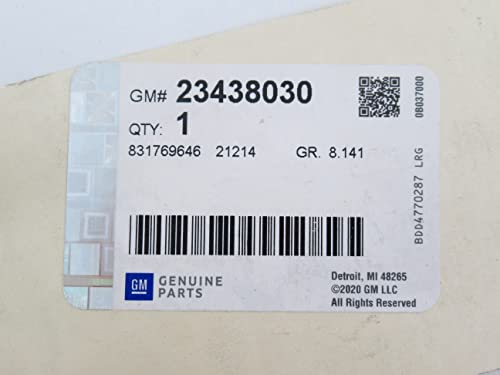 GM# 23438030
QTY: 1
831769646 21214 GR. 8.141
0B037000
BDD4770287 LRG
GM GENUINE
PARTS
Detroit, MI 48265
©2020 GM LLC
All Rights Reserved